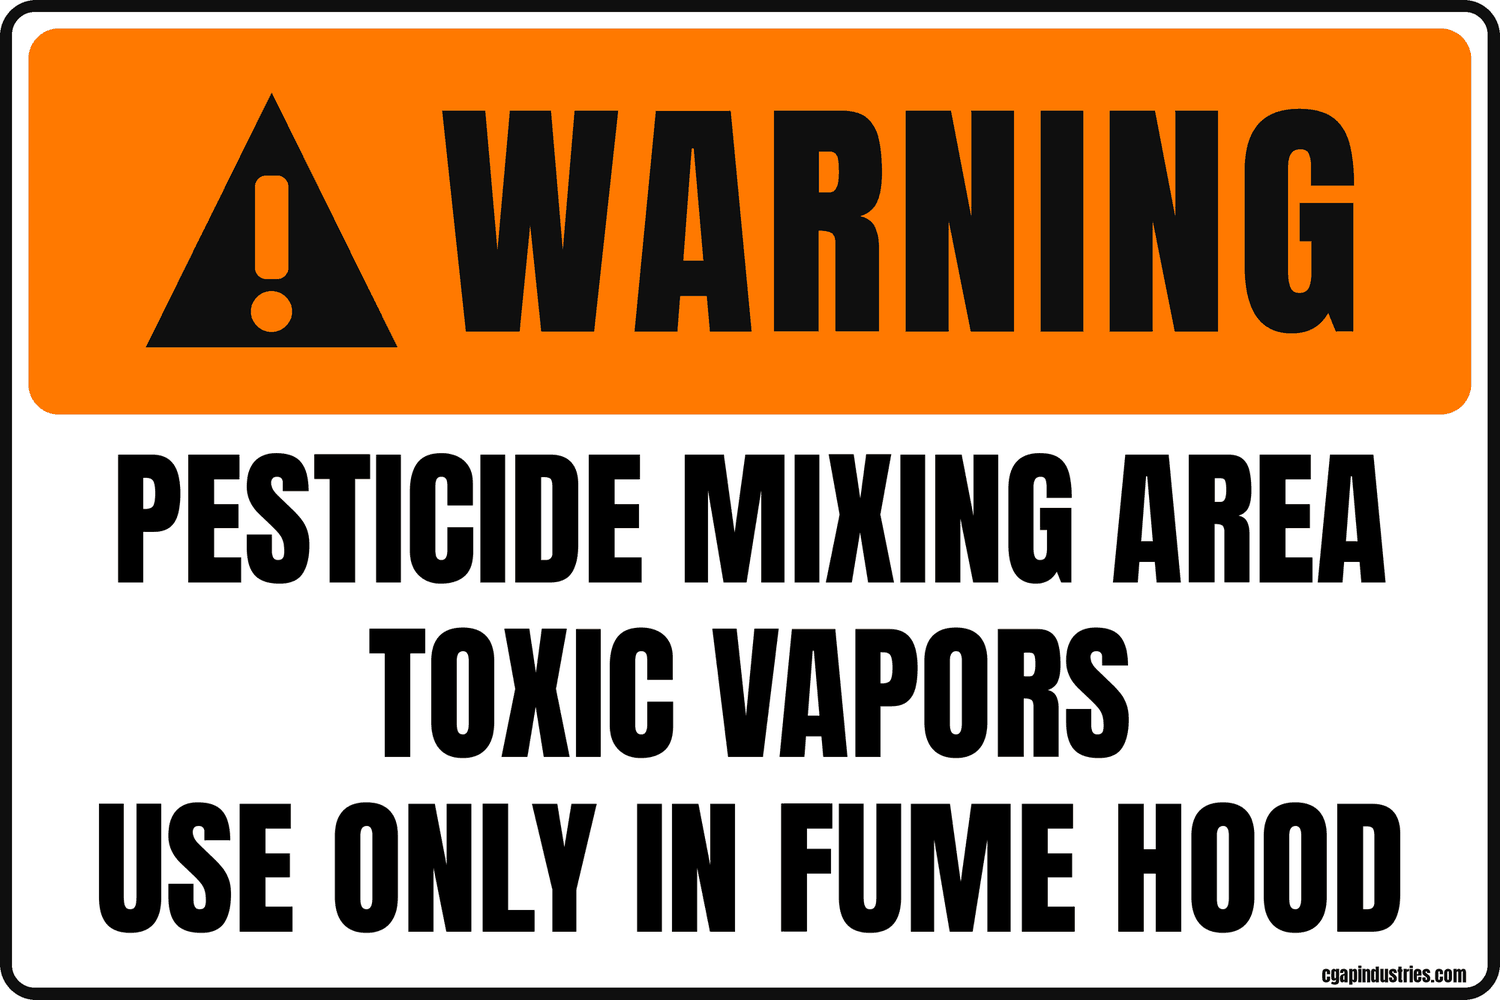 WARNING
PESTICIDE MIXING AREA
TOXIC VAPORS
USE ONLY IN FUME HOOD
cgapindustries.com